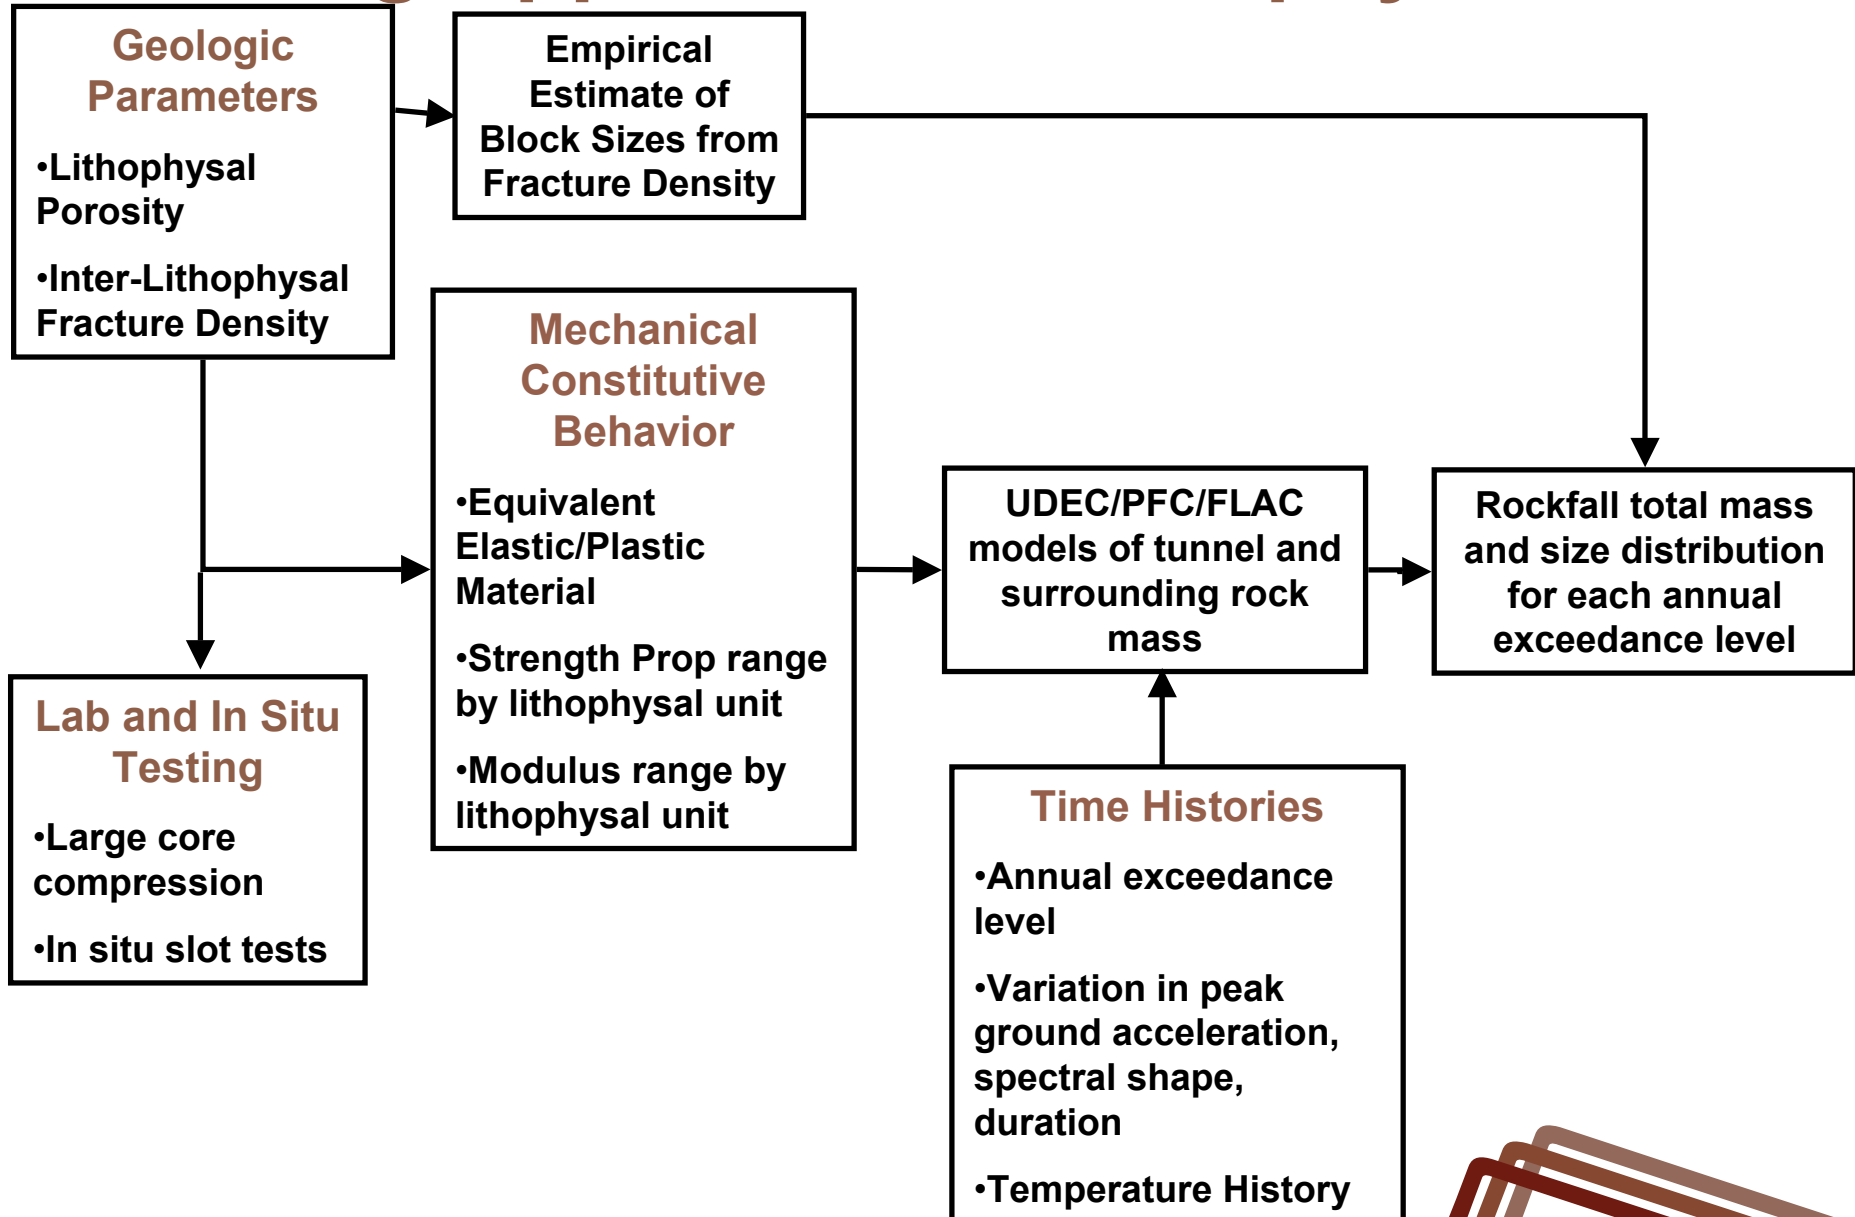 Geologic
Parameters
•Lithophysal
Porosity
•Inter-Lithophysal
Fracture Density
Empirical
Estimate of
Block Sizes from
Fracture Density
Mechanical
Constitutive
Behavior
•Equivalent
Elastic/Plastic
Material
•Strength Prop range
by lithophysal unit
•Modulus range by
lithophysal unit
UDEC/PFC/FLAC
models of tunnel and
surrounding rock
mass
Rockfall total mass
and size distribution
for each annual
exceedance level
Lab and In Situ
Testing
•Large core
compression
•In situ slot tests
Time Histories
•Annual exceedance
level
•Variation in peak
ground acceleration,
spectral shape,
duration
•Temperature History